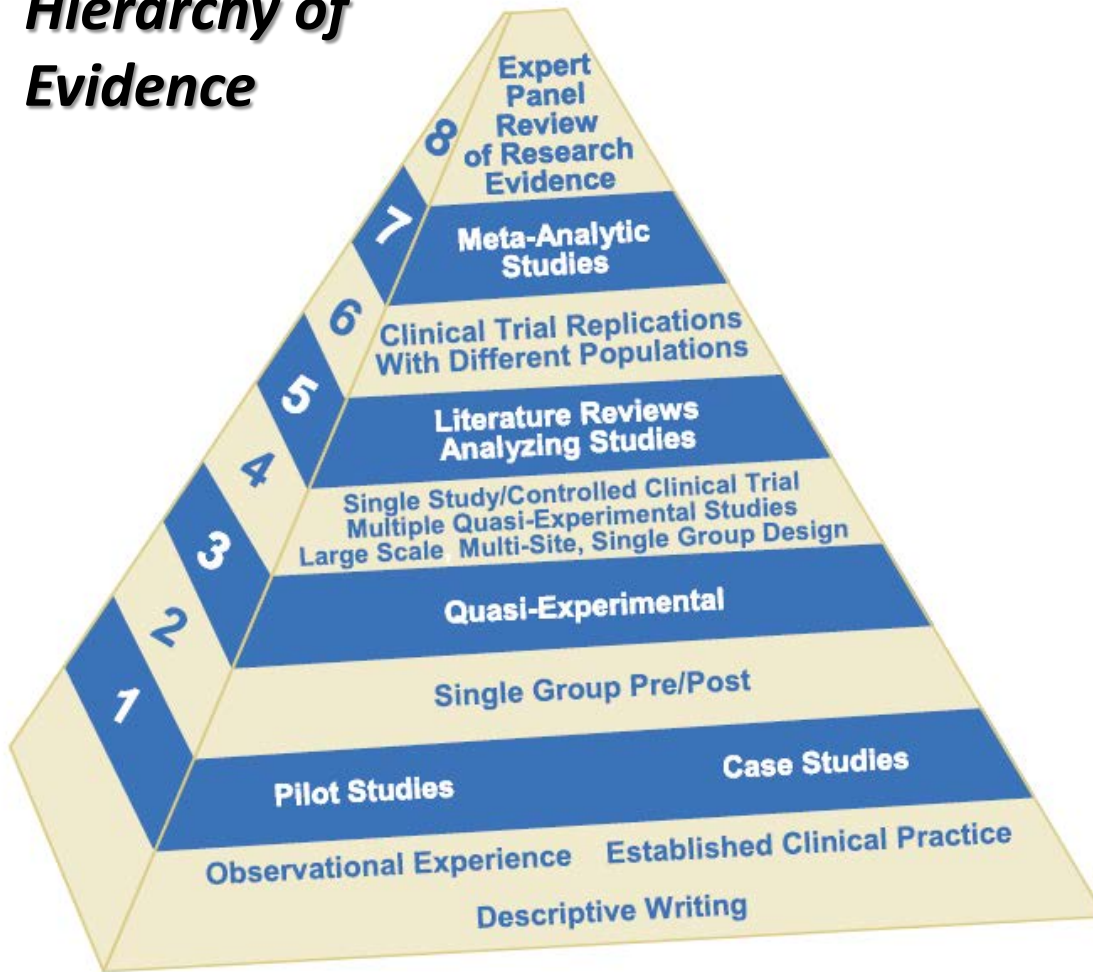 Hierarchy of
Evidence
8
Expert
Panel
Review
of Research
Evidence
7
Meta-Analytic
Studies
6
Clinical Trial Replications
With Different Populations
5
Literature Reviews
Analyzing Studies
4
Single Study/Controlled Clinical Trial
Multiple Quasi-Experimental Studies
Large Scale, Multi-Site, Single Group Design
3
Quasi-Experimental
2
Single Group Pre/Post
1
Pilot Studies
Case Studies
Observational Experience
Established Clinical Practice
Descriptive Writing